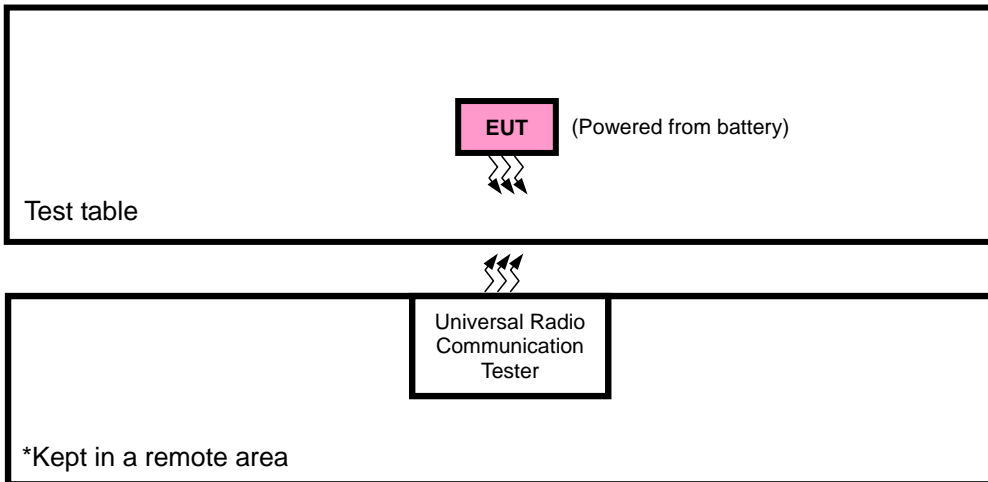 EUT
(Powered from battery)
Test table
Universal Radio
Communication
Tester
*Kept in a remote area